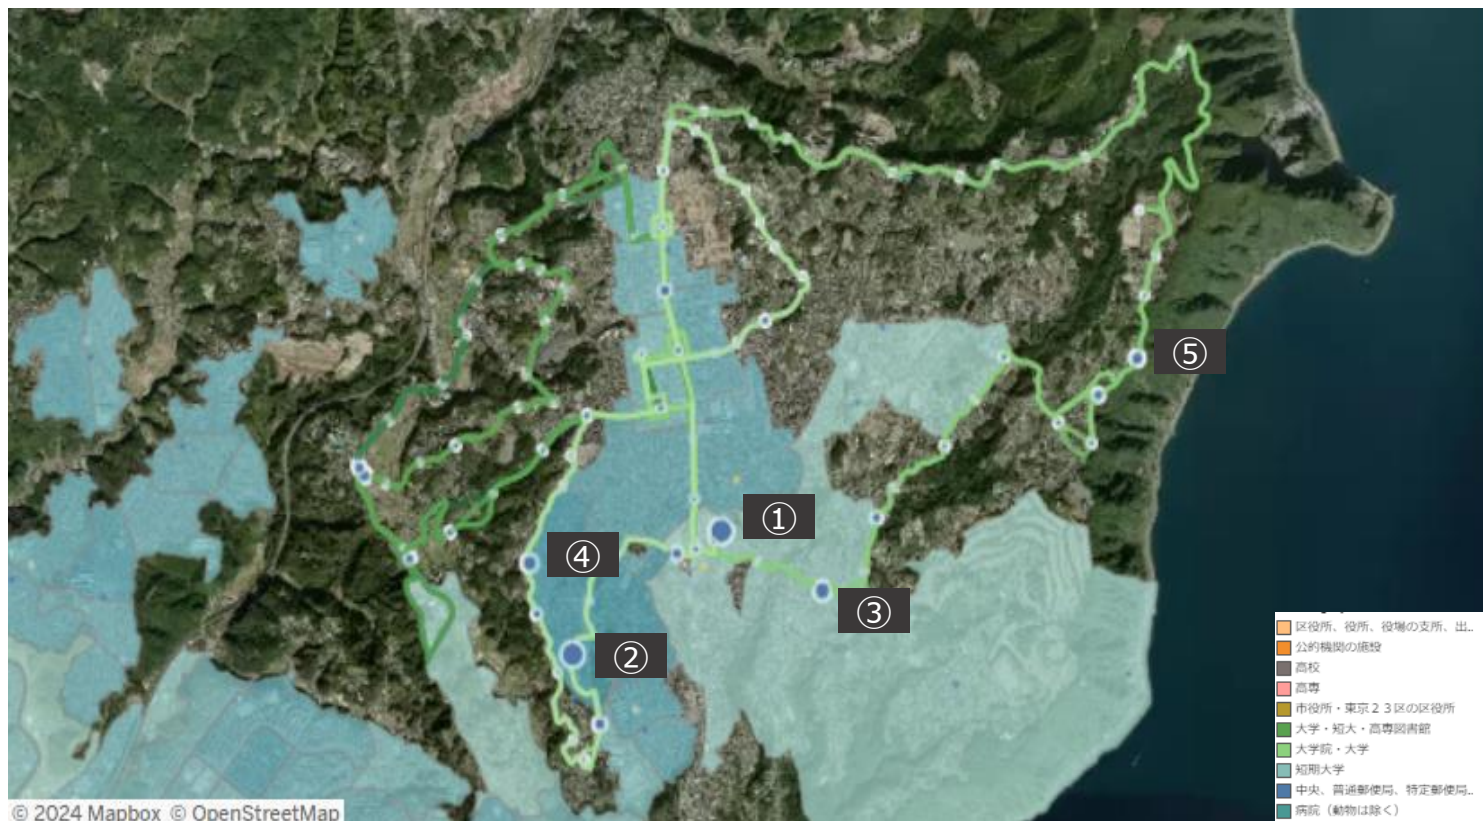 ⑤
①
④
③
②
区役所、役所、役場の支所、出...
公的機関の施設
高校
高専
市役所・東京２３区の区役所
大学・短大・高専図書館
大学院・大学
短期大学
中央、普通郵便局、特定郵便局...
病院（動物は除く）
© 2024 Mapbox © OpenStreetMap